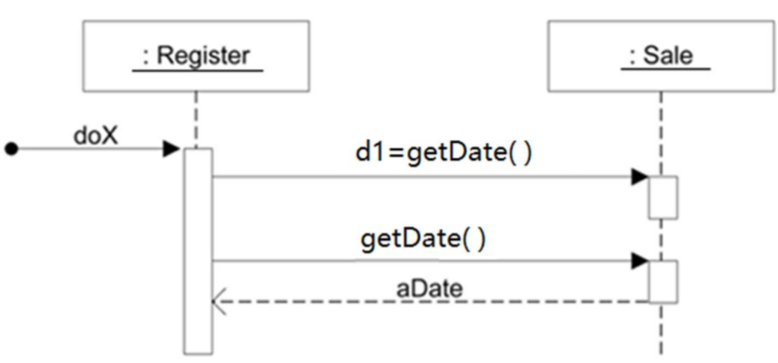 : Register
: Sale
doX
d1=getDate( )
getDate( )
aDate